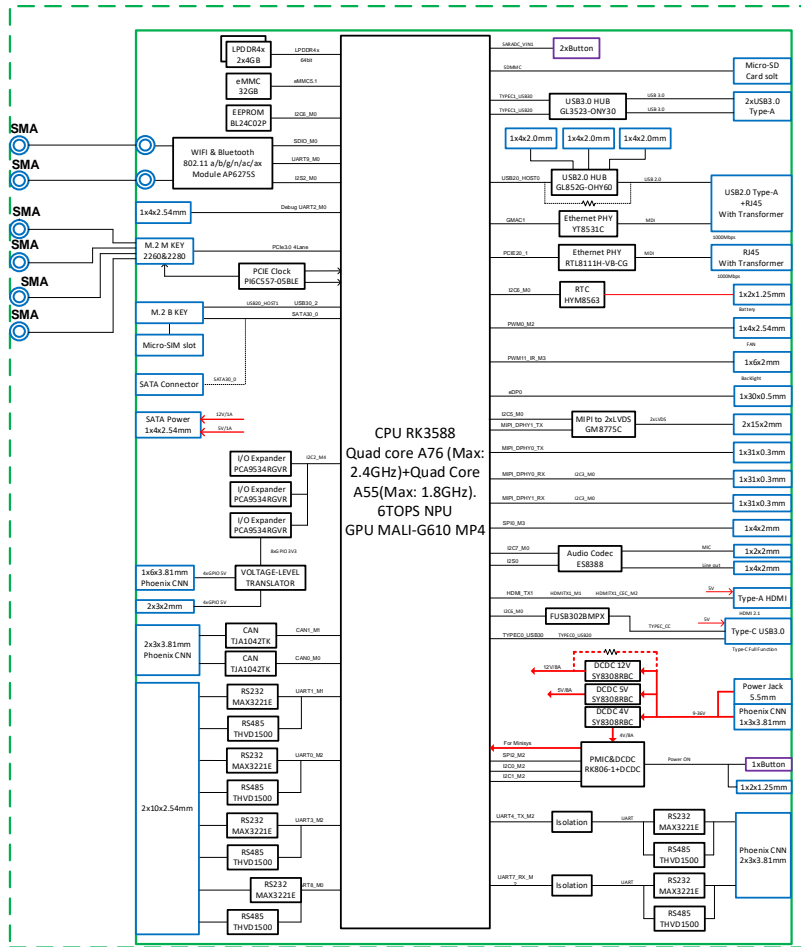 LPDDR4x
2x4GB
LPDDR4x
64bit
eMMC
32GB
eMMC5.1
EEPROM
BL24C02P
I2C6_M0
SMA
SMA
WIFI & Bluetooth
802.11 a/b/g/n/ac/ax
Module AP6275S
SDIO_M0
UART9_M0
I2S2_M0
1x4x2.54mm
Debug UART2_M0
SMA
SMA
SMA
SMA
M.2 M KEY
2260&2280
PCIe3.0 4Lane
PCIE Clock
PI6C557-05BLE
M.2 B KEY
USB20_HOST1
USB30_2
SATA30_0
Micro-SIM slot
SATA Connector
SATA30_0
SATA Power
1x4x2.54mm
12V/1A
5V/1A
I/O Expander
PCA9534RGVR
I2C2_M4
I/O Expander
PCA9534RGVR
I/O Expander
PCA9534RGVR
8xGPIO 3V3
1x6x3.81mm
Phoenix CNN
4xGPIO 5V
VOLTAGE-LEVEL
TRANSLATOR
2x3x2mm
4xGPIO 5V
2x3x3.81mm
Phoenix CNN
CAN
TJA1042TK
CAN1_M1
CAN
TJA1042TK
CAN0_M0
2x10x2.54mm
RS232
MAX3221E
UART1_M1
RS485
THVD1500
RS232
MAX3221E
UART0_M2
RS485
THVD1500
RS232
MAX3221E
UART3_M2
RS485
THVD1500
RS232
MAX3221E
ART8_M0
RS485
THVD1500
CPU RK3588
Quad core A76 (Max:
2.4GHz)+Quad Core
A55(Max: 1.8GHz).
6TOPS NPU
GPU MALI-G610 MP4
SARADC_VIN1
2xButton
SDMMC
Micro-SD
Card solt
TYPEC1_USB30
TYPEC1_USB20
USB3.0 HUB
GL3523-ONY30
USB 3.0
USB 3.0
2xUSB3.0
Type-A
1x4x2.0mm
1x4x2.0mm
1x4x2.0mm
USB20_HOST0
USB2.0 HUB
GL852G-OHY60
USB 2.0
USB2.0 Type-A
+RJ45
With Transformer
GMAC1
Ethernet PHY
YT8531C
MDI
1000Mbps
PCIE20_1
Ethernet PHY
RTL8111H-VB-CG
MDI
RJ45
With Transformer
1000Mbps
I2C6_M0
RTC
HYM8563
1x2x1.25mm
Battery
PWM0_M2
1x4x2.54mm
FAN
PWM11_IR_M3
1x6x2mm
Backlight
eDP0
1x30x0.5mm
I2C5_M0
MIPI_DPHY1_TX
MIPI to 2xLVDS
GM8775C
2xLVDS
2x15x2mm
MIPI_DPHY0_TX
1x31x0.3mm
MIPI_DPHY0_RX
I2C3_M0
1x31x0.3mm
MIPI_DPHY1_RX
I2C3_M0
1x31x0.3mm
SPI0_M3
1x4x2mm
I2C7_M0
I2S0
Audio Codec
ES8388
MIC
Line out
1x2x2mm
1x4x2mm
HDMI_TX1
HDMITX1_M1
HDMITX1_CEC_M2
5V
Type-A HDMI
HDMI 2.1
I2C6_M0
FUSB302BMPX
TYPEC_CC
5V
Type-C USB3.0
TYPEC0_USB30
TYPEC0_USB20
Type-C Full Function
12V/8A
DCDC 12V
SY8308RBC
5V/8A
DCDC 5V
SY8308RBC
DCDC 4V
SY8308RBC
9-36V
Power Jack
5.5mm
Phoenix CNN
1x3x3.81mm
4V/8A
For Minisys
SPI2_M2
I2C0_M2
I2C1_M2
PMIC&DCDC
RK806-1+DCDC
Power ON
1xButton
1x2x1.25mm
UART4_TX_M2
Isolation
UART
RS232
MAX3221E
RS485
THVD1500
Phoenix CNN
2x3x3.81mm
UART7_RX_M
2
Isolation
UART
RS232
MAX3221E
RS485
THVD1500